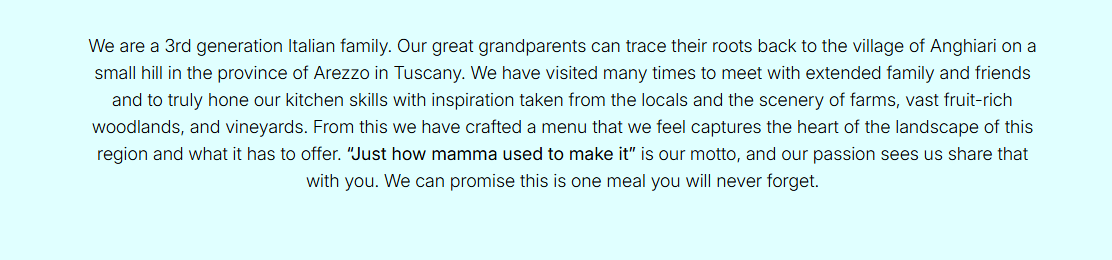 We are a 3rd generation Italian family. Our great grandparents can trace their roots back to the village of Anghiari on a
small hill in the province of Arezzo in Tuscany. We have visited many times to meet with extended family and friends
and to truly hone our kitchen skills with inspiration taken from the locals and the scenery of farms, vast fruit-rich
woodlands, and vineyards. From this we have crafted a menu that we feel captures the heart of the landscape of this
region and what it has to offer. “Just how mamma used to make it” is our motto, and our passion sees us share that
with you. We can promise this is one meal you will never forget.